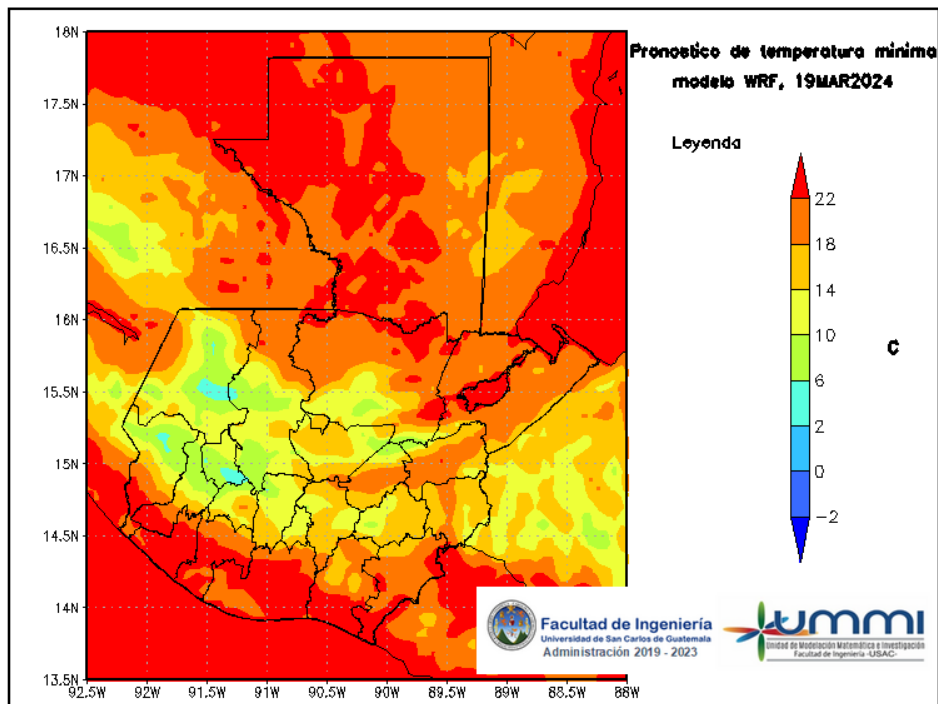 Pronostico de temperatura minima
modelo WRF, 19MAR2024
Leyenda
22
18
14
10
6
2
0
−2
C
18N
17.5N
17N
16.5N
16N
15.5N
15N
14.5N
14N
13.5N
92.5W 92W 91.5W 91W 90.5W 90W 89.5W 89W 88.5W 88W
Facultad de Ingeniería
Universidad de San Carlos de Guatemala
Administración 2019 - 2023
ummi
Unidad de Modelación Matemática e Investigación
Facultad de Ingeniería -USAC-